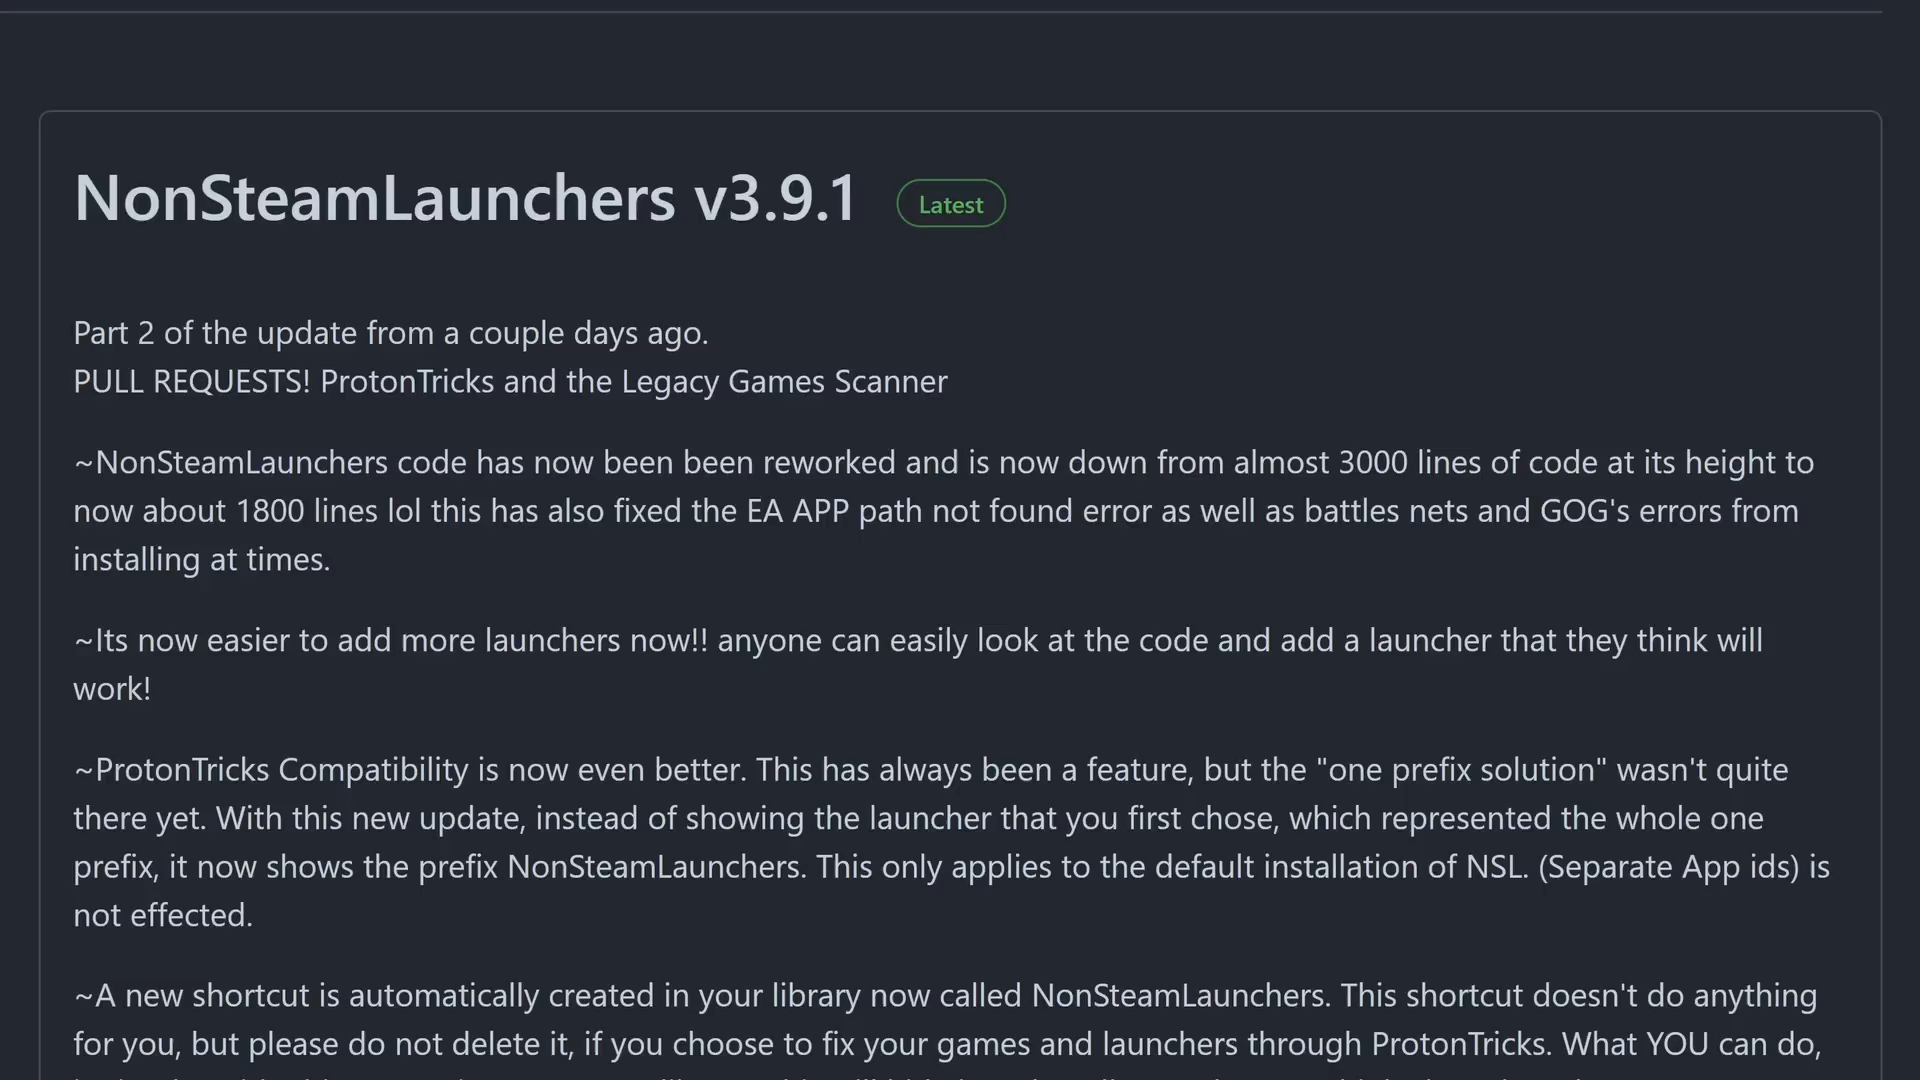 NonSteamLaunchers v3.9.1 Latest
Part 2 of the update from a couple days ago.
PULL REQUESTS! ProtonTricks and the Legacy Games Scanner
~NonSteamLaunchers code has now been been reworked and is now down from almost 3000 lines of code at its height to
now about 1800 lines lol this has also fixed the EA APP path not found error as well as battles nets and GOG's errors from
installing at times.
~Its now easier to add more launchers now!! anyone can easily look at the code and add a launcher that they think will
work!
~ProtonTricks Compatibility is now even better. This has always been a feature, but the "one prefix solution" wasn't quite
there yet. With this new update, instead of showing the launcher that you first chose, which represented the whole one
prefix, it now shows the prefix NonSteamLaunchers. This only applies to the default installation of NSL. (Separate App ids) is
not effected.
~A new shortcut is automatically created in your library now called NonSteamLaunchers. This shortcut doesn't do anything
for you, but please do not delete it, if you choose to fix your games and launchers through ProtonTricks. What YOU can do,